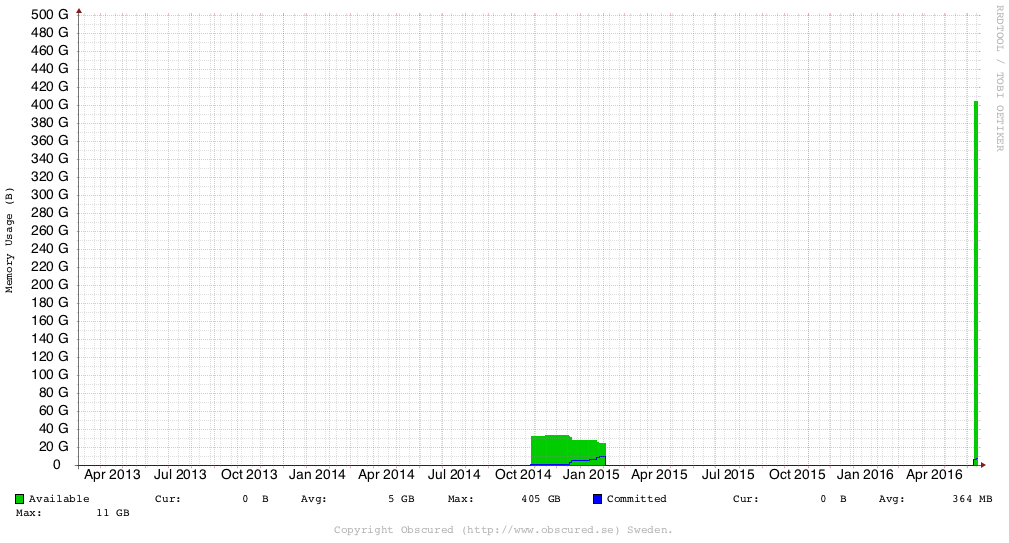 500 G
480 G
460 G
440 G
420 G
400 G
380 G
360 G
340 G
320 G
300 G
280 G
260 G
240 G
220 G
200 G
180 G
160 G
140 G
120 G
100 G
80 G
60 G
40 G
20 G
0
Memory Usage (B)
RRDTOOL / TOBI OETIKER
Apr 2013 Jul 2013 Oct 2013 Jan 2014 Apr 2014 Jul 2014 Oct 2014 Jan 2015 Apr 2015 Jul 2015 Oct 2015 Jan 2016 Apr 2016
Available Cur: 0 B Avg: 5 GB Max: 405 GB Committed Cur: 0 B Avg: 364 MB
Max: 11 GB
Copyright Obscured (http://www.obscured.se) Sweden.